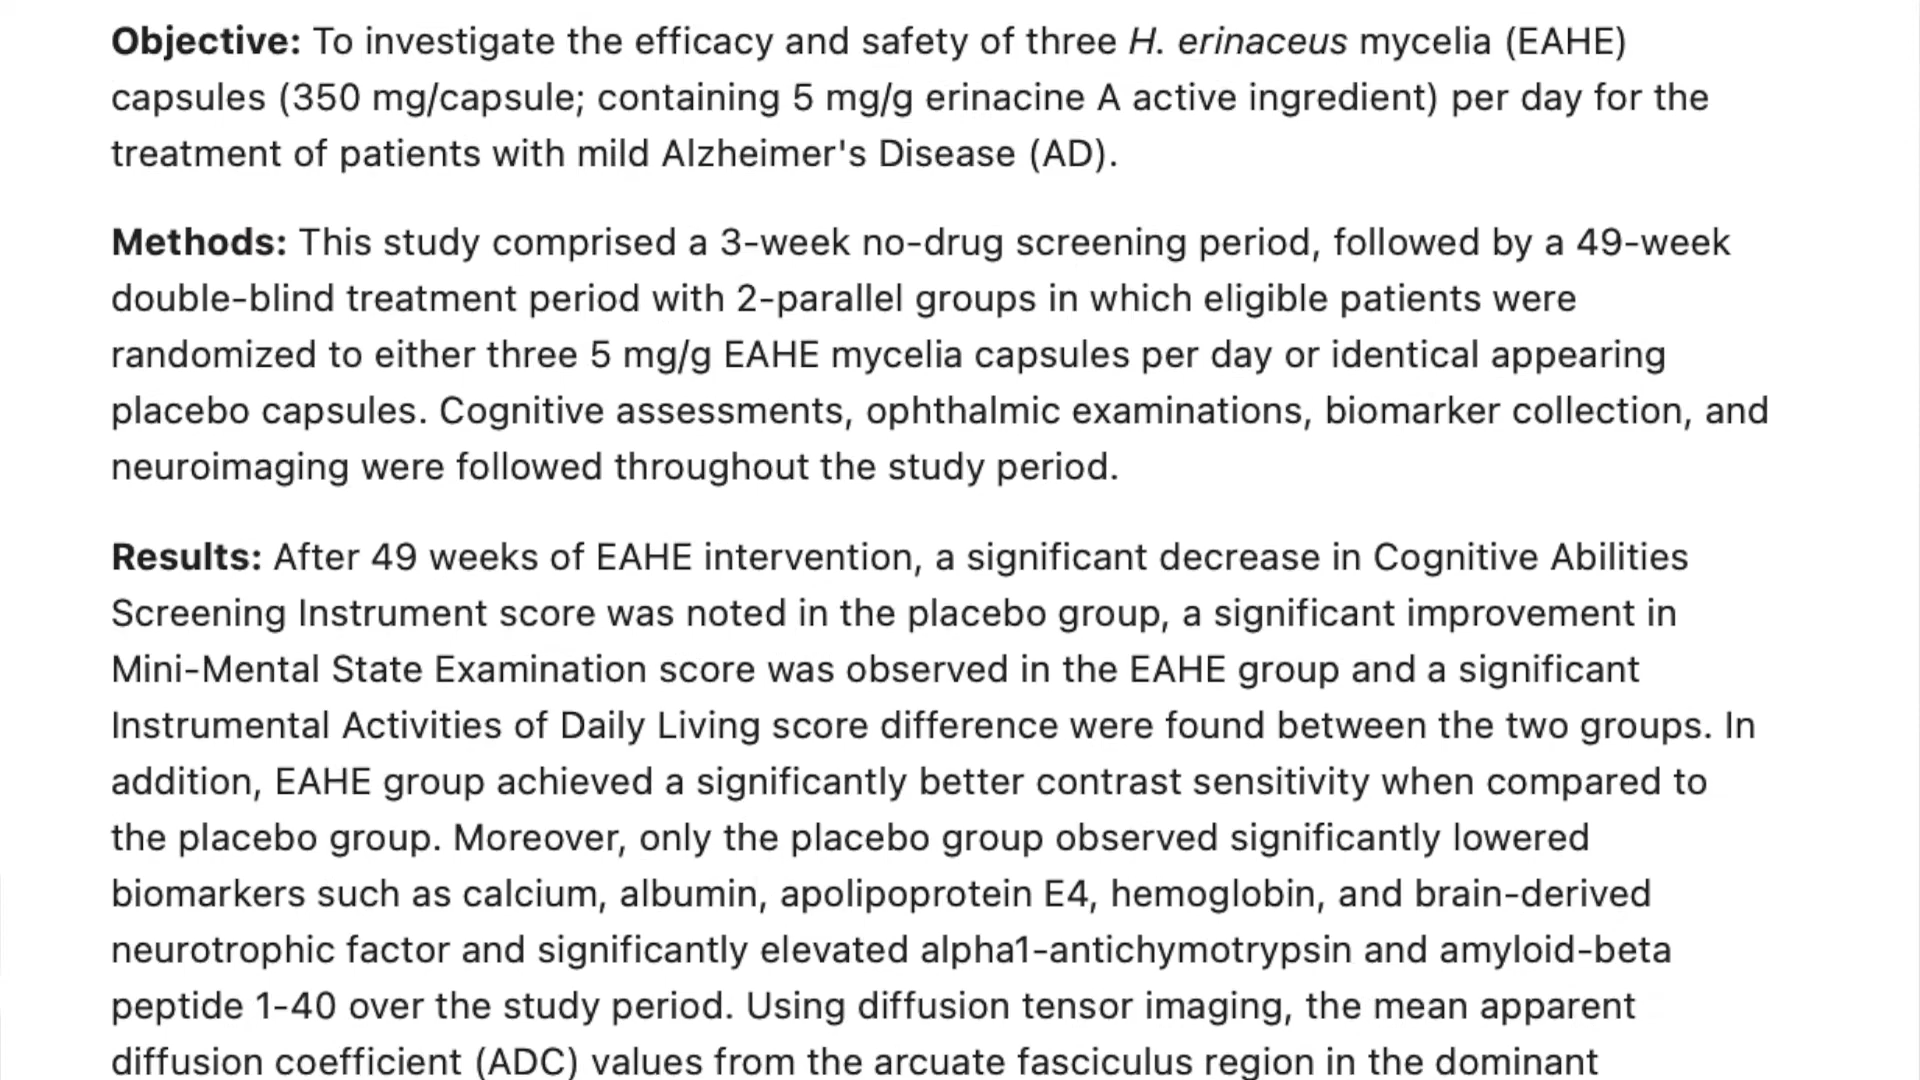 Objective: To investigate the efficacy and safety of three H. erinaceus mycelia (EAHE)
capsules (350 mg/capsule; containing 5 mg/g erinacine A active ingredient) per day for the
treatment of patients with mild Alzheimer's Disease (AD).
Methods: This study comprised a 3-week no-drug screening period, followed by a 49-week
double-blind treatment period with 2-parallel groups in which eligible patients were
randomized to either three 5 mg/g EAHE mycelia capsules per day or identical appearing
placebo capsules. Cognitive assessments, ophthalmic examinations, biomarker collection, and
neuroimaging were followed throughout the study period.
Results: After 49 weeks of EAHE intervention, a significant decrease in Cognitive Abilities
Screening Instrument score was noted in the placebo group, a significant improvement in
Mini-Mental State Examination score was observed in the EAHE group and a significant
Instrumental Activities of Daily Living score difference were found between the two groups. In
addition, EAHE group achieved a significantly better contrast sensitivity when compared to
the placebo group. Moreover, only the placebo group observed significantly lowered
biomarkers such as calcium, albumin, apolipoprotein E4, hemoglobin, and brain-derived
neurotrophic factor and significantly elevated alpha1-antichymotrypsin and amyloid-beta
peptide 1-40 over the study period. Using diffusion tensor imaging, the mean apparent
diffusion coefficient (ADC) values from the arcuate fasciculus region in the dominant